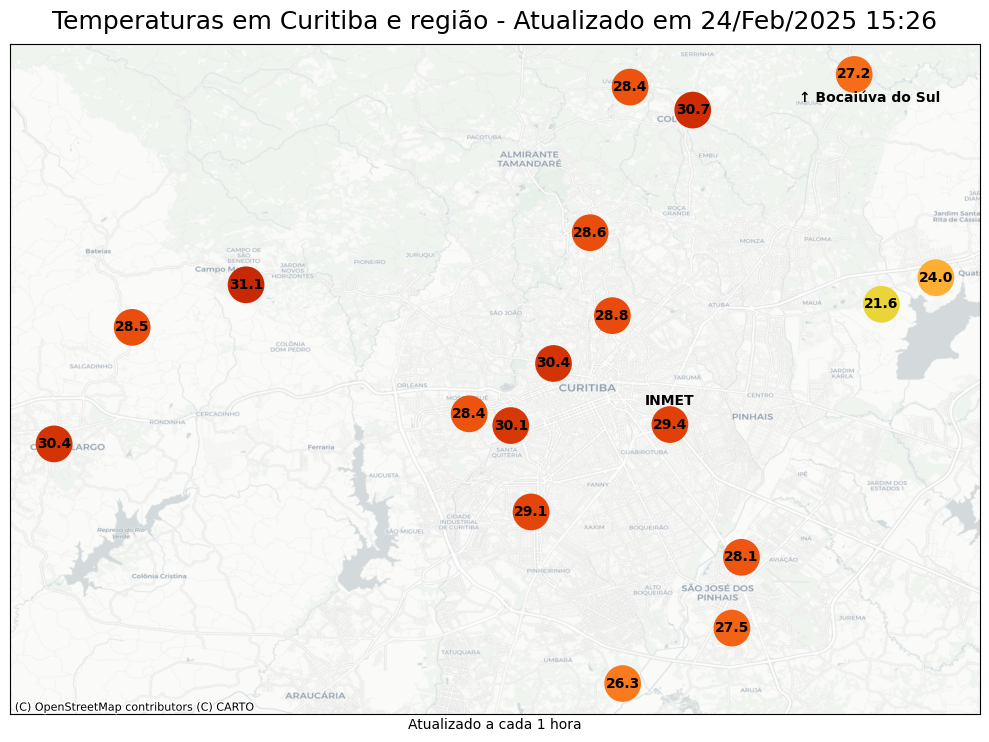 Temperaturas em Curitiba e região - Atualizado em 24/Feb/2025 15:26
SERRINHA
27.2
28.4
↑ Bocaiúva do Sul
30.7
PACOTUBA
ALMIRANTE
TAMANDARÉ
EMBU
ROÇA
GRANDE
Jardim Santa
Rita de Cássia
28.6
MONZA
PALOMA
Bateias
CAMPO DE
SÃO
BENEDITO
JURUQUI
PIONEIRO
JARDIM
NOVOS
HORIZONTES
Campo M
24.0
Quat
31.1
21.6
MAUÁ
ATUBA
SÃO JOÃO
28.8
28.5
COLÔNIA
DOM PEDRO
30.4
SALGADINHO
JARDIM
KARLA
TARUMÃ
ORLEANS
CURITIBA
CENTRO
INMET
28.4
CERCADINHO
RONDINHA
PINHAIS
30.1
29.4
30.4
LARGO
Ferraria
SANTA
QUITÉRIA
GUABIROTUBA
AUGUSTA
IPÊ
FANNY
JARDIM DOS
ESTADOS I
29.1
CIDADE
INDUSTRIAL
DE CURITIBA
XAXIM
BOQUEIRÃO
Represa do Rio
Verde
SÃO MIGUEL
INÁ
28.1
AVIAÇÃO
PINHEIRINHO
Colônia Cristina
ALTO
BOQUEIRÃO
SÃO JOSÉ DOS
PINHAIS
JUREMA
27.5
TATUQUARA
UMBARÁ
26.3
ARUJÁ
ARAUCÁRIA
(C) OpenStreetMap contributors (C) CARTO
Atualizado a cada 1 hora